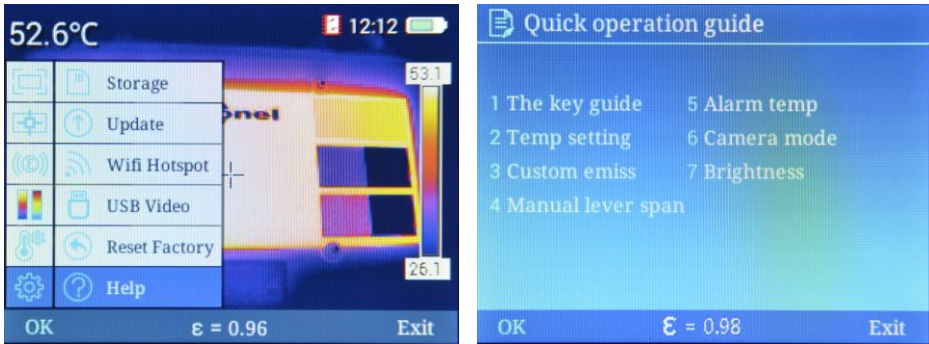 52.6°C
12:12
53.1
Storage
Update
Wifi Hotspot
USB Video
Reset Factory
Help
26.1
OK ε = 0.96 Exit
Quick operation guide
1 The key guide 5 Alarm temp
2 Temp setting 6 Camera mode
3 Custom emiss 7 Brightness
4 Manual lever span
OK ε = 0.98 Exit